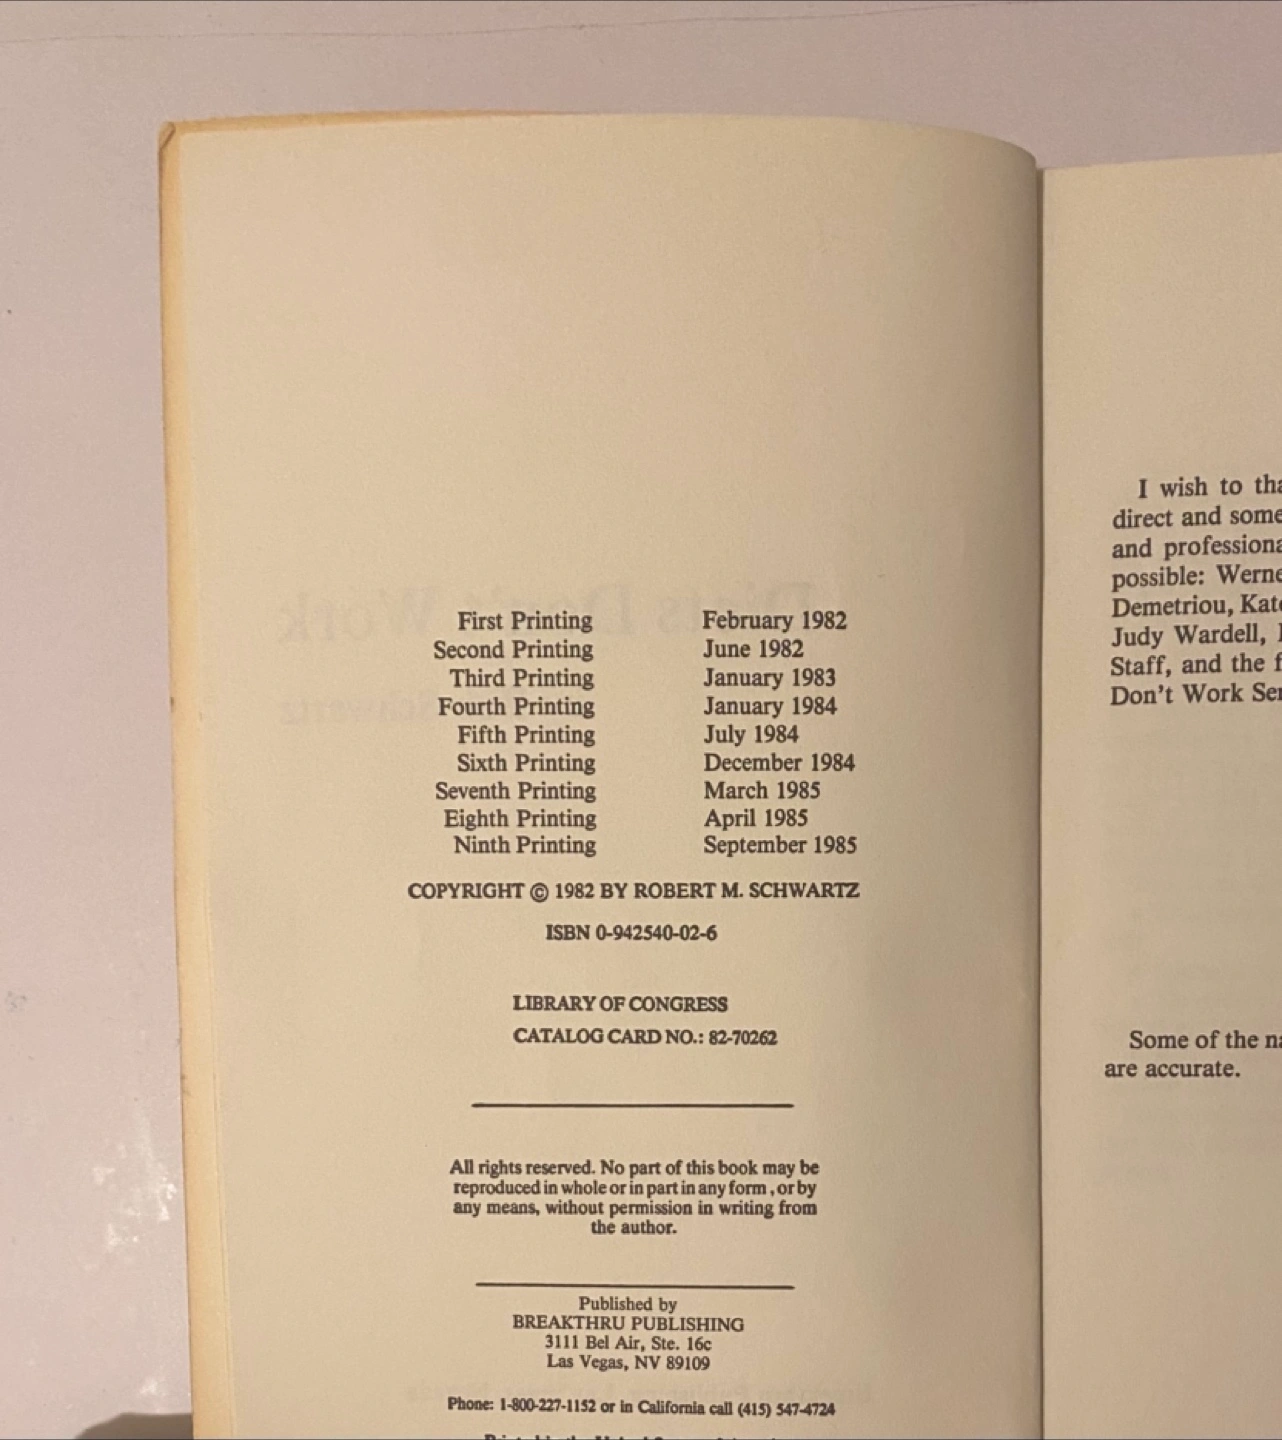 First Printing February 1982
Second Printing June 1982
Third Printing January 1983
Fourth Printing January 1984
Fifth Printing July 1984
Sixth Printing December 1984
Seventh Printing March 1985
Eighth Printing April 1985
Ninth Printing September 1985
COPYRIGHT © 1982 BY ROBERT M. SCHWARTZ
ISBN 0-942540-02-6
LIBRARY OF CONGRESS
CATALOG CARD NO.: 82-70262
All rights reserved. No part of this book may be
reproduced in whole or in part in any form, or by
any means, without permission in writing from
the author.
Published by
BREAKTHRU PUBLISHING
3111 Bel Air, Ste. 16c
Las Vegas, NV 89109
Phone: 1-800-227-1152 or in California call (415) 547-4724
I wish to
direct and
and
possible:
Demetriou,
Judy Wardell,
Staff, and the
Don't Work
Some of the
are accurate.